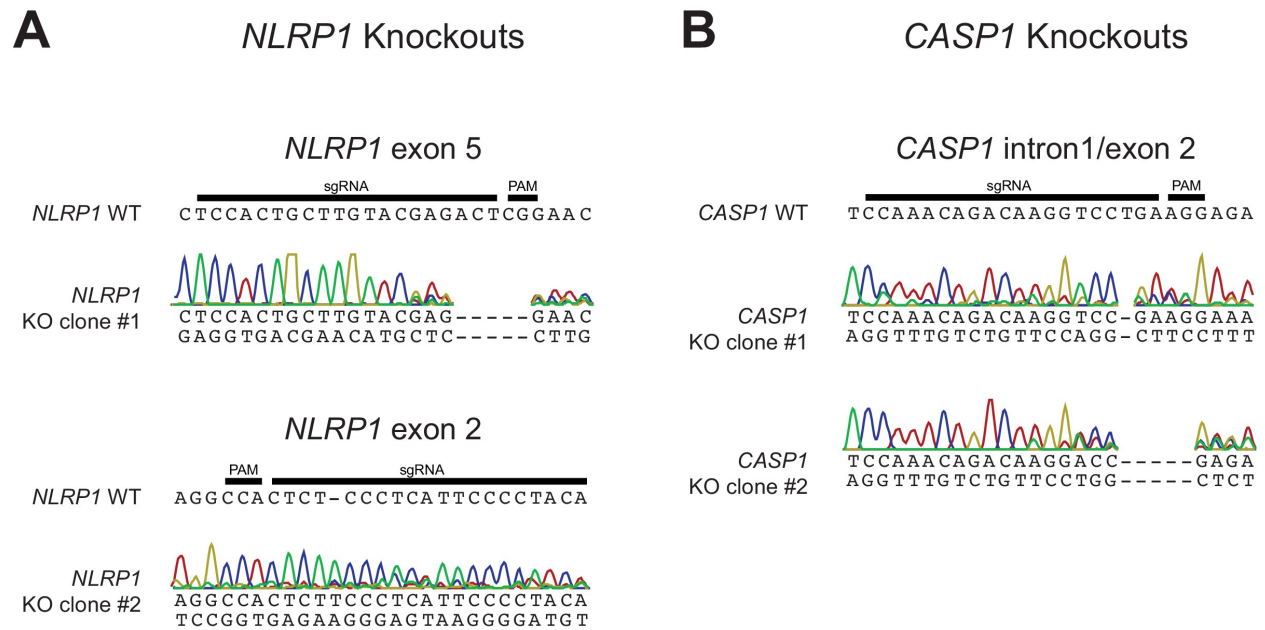 A
NLRP1 Knockouts
NLRP1 exon 5
sgRNA PAM
NLRP1 WT CTCCACTGCTTGTACGAGACTCGGAAC
NLRP1
KO clone #1
CTCCACTGCTTGTACGAG-----GAAC
GAGGTGACGAACATGCTC-----CTTG
NLRP1 exon 2
PAM sgRNA
NLRP1 WT AGGCCACTCT-CCCTCATTCCCCTACA
NLRP1
KO clone #2
AGGCCACTCTTCCCTCATTCCCCTACA
TCCGGTGAGAAGGGAGTAAGGGGATGT
B
CASP1 Knockouts
CASP1 intron1/exon 2
sgRNA PAM
CASP1 WT TCCAAACAGACAAGGTCCTGAAGGAGA
CASP1
KO clone #1
TCCAAACAGACAAGGTCC-GAAGGAAA
AGGTTTGTCTGTTCCAGG-CTTCCTTT
CASP1
KO clone #2
TCCAAACAGACAAGGACC-----GAGA
AGGTTTGTCTGTTCCTGG-----CTCT